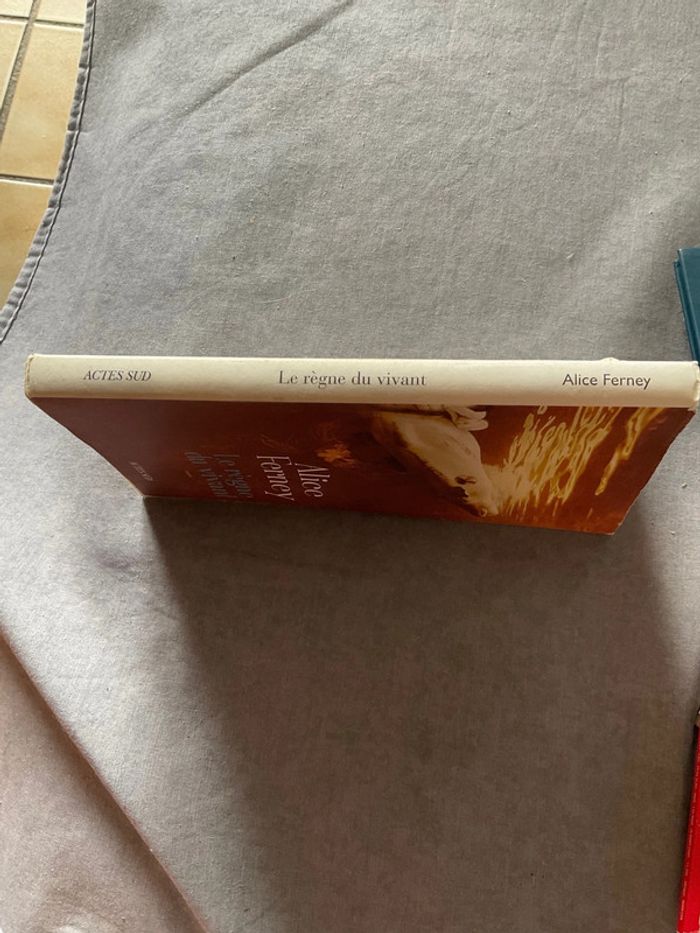 ACTES SUD
Le règne du vivant
Alice Ferney
Alice
Ferney
Le règne
du vivant